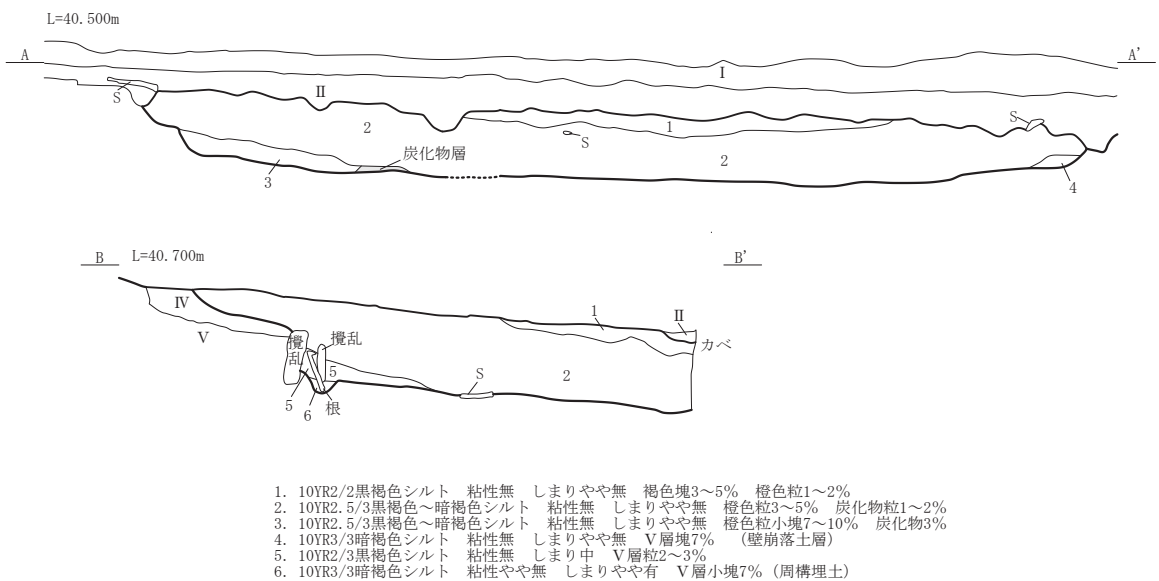 L=40.500m
A A'
I
II
S
2
1
S
S
炭化物層
2
3
4
B L=40.700m B'
IV
V
1
II
カベ
攪乱
攪乱
5
2
S
5
6
根
1. 10YR2/2黒褐色シルト 粘性無 しまりやや無 褐色塊3～5% 橙色粒1～2%
2. 10YR2.5/3黒褐色～暗褐色シルト 粘性無 しまりやや無 橙色粒3～5% 炭化物粒1～2%
3. 10YR2.5/3黒褐色～暗褐色シルト 粘性無 しまりやや無 橙色粒小塊7～10% 炭化物3%
4. 10YR3/3暗褐色シルト 粘性無 しまりやや無 Ⅴ層塊7% （壁崩落土層）
5. 10YR2/3黒褐色シルト 粘性無 しまり中 Ⅴ層粒2～3%
6. 10YR3/3暗褐色シルト 粘性やや無 しまりやや有 Ⅴ層小塊7%（周構埋土）